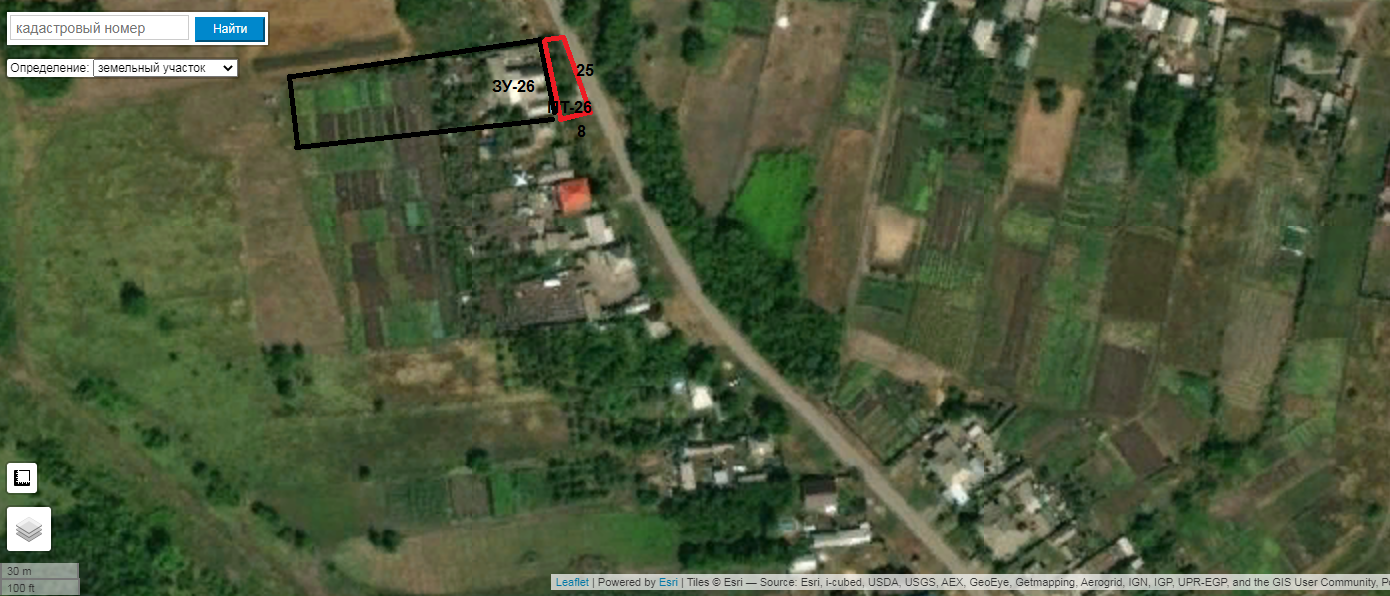 кадастровый номер
Найти
Определение: земельный участок
ЗУ-26
25
ПТ-26
8
30 m
100 ft
Leaflet | Powered by Esri | Tiles © Esri — Source: Esri, i-cubed, USDA, USGS, AEX, GeoEye, Getmapping, Aerogrid, IGN, IGP, UPR-EGP, and the GIS User Community,